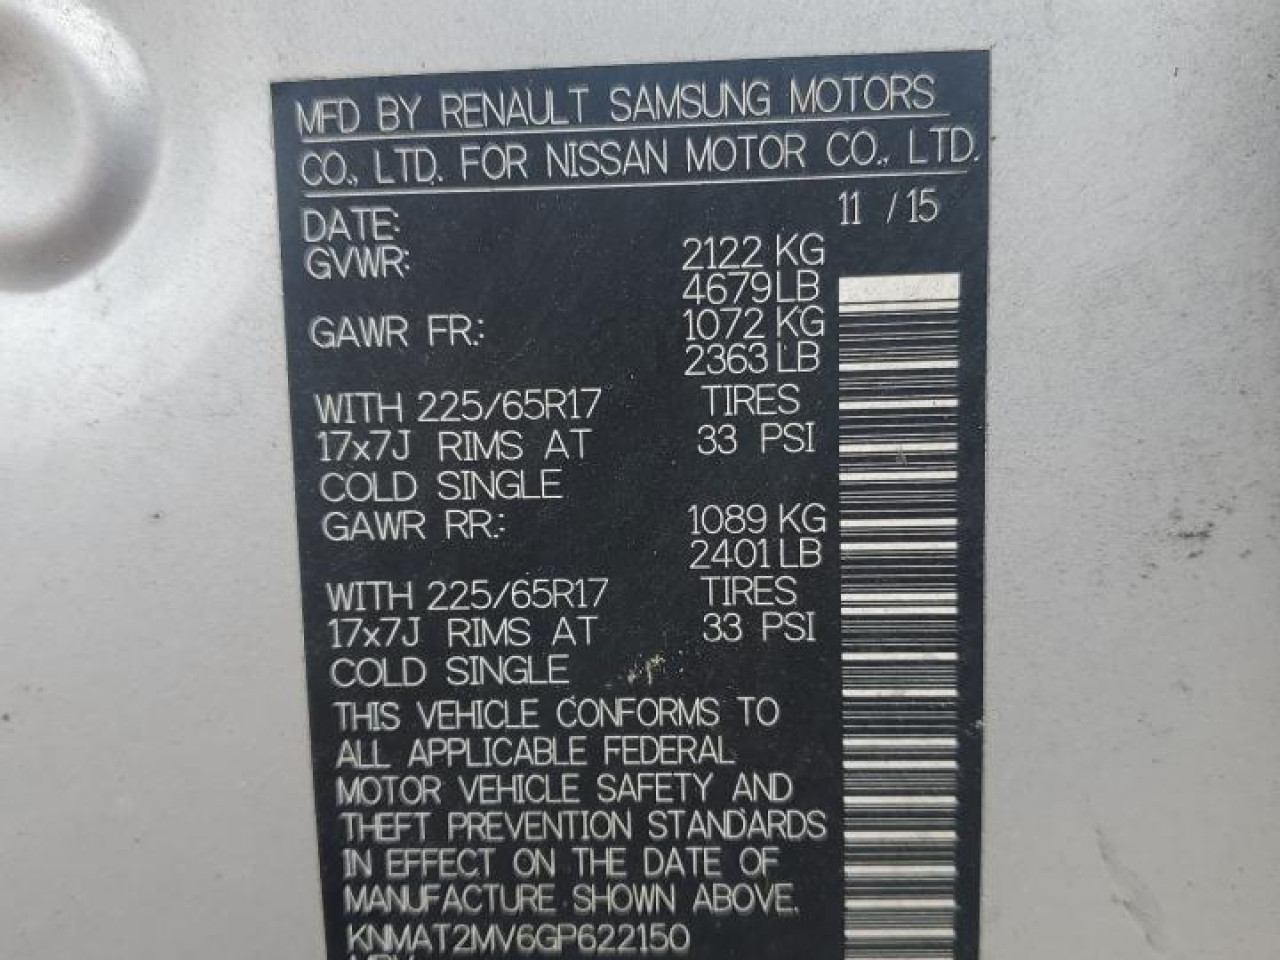 MFD BY RENAULT SAMSUNG MOTORS
CO., LTD. FOR NISSAN MOTOR CO., LTD.
DATE: 11 / 15
GVWR: 2122 KG
4679 LB
GAWR FR.: 1072 KG
2363 LB
WITH 225/65R17 TIRES
17x7J RIMS AT 33 PSI
COLD SINGLE
GAWR RR.: 1089 KG
2401 LB
WITH 225/65R17 TIRES
17x7J RIMS AT 33 PSI
COLD SINGLE
THIS VEHICLE CONFORMS TO
ALL APPLICABLE FEDERAL
MOTOR VEHICLE SAFETY AND
THEFT PREVENTION STANDARDS
IN EFFECT ON THE DATE OF
MANUFACTURE SHOWN ABOVE.
KNMAT2MV6GP622150